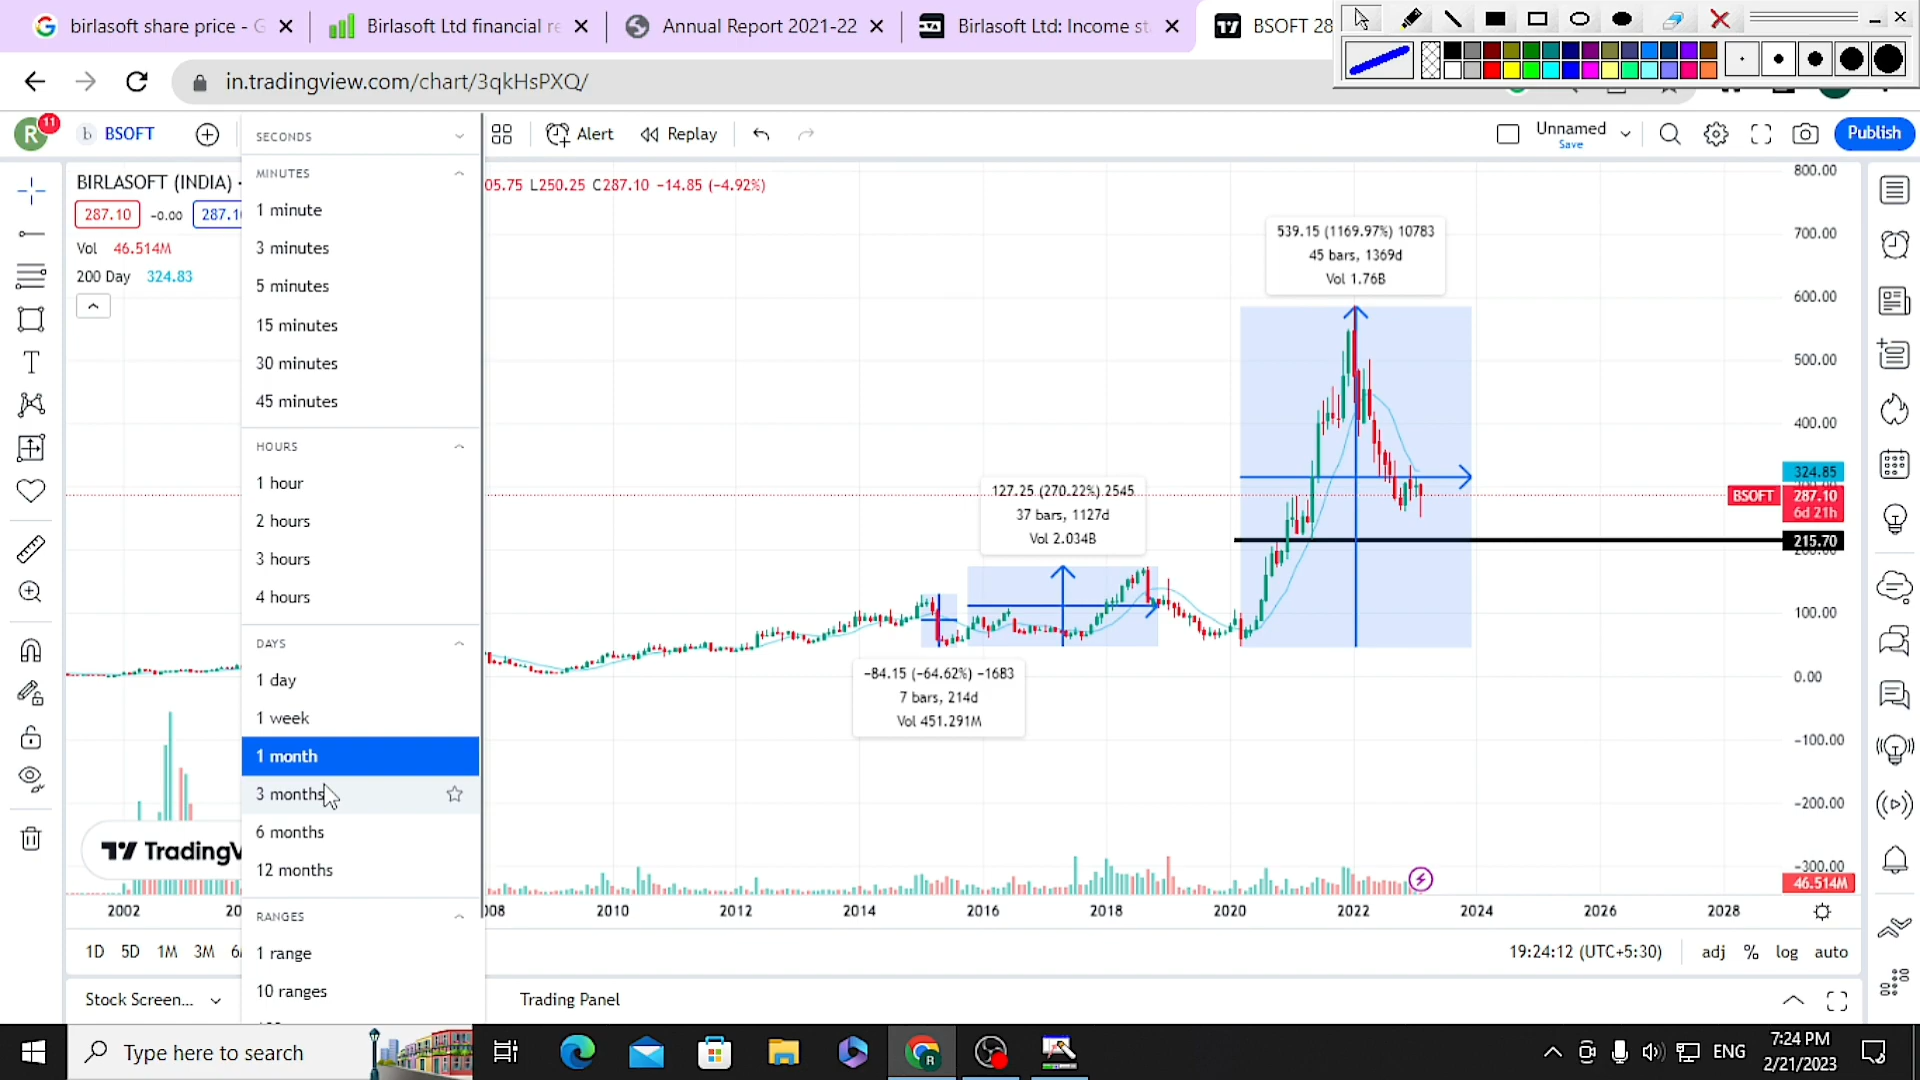 birlasoft share price - G
Birlasoft Ltd financial re
Annual Report 2021-22
Birlasoft Ltd: Income st
BSOFT 28
in.tradingview.com/chart/3qkHsPXQ/
R
11
b BSOFT
SECONDS
Alert
Replay
Unnamed
Save
Publish
BIRLASOFT (INDIA)
05.75 L250.25 C287.10 −14.85 (−4.92%)
287.10
-0.00
287.10
Vol 46.514M
200 Day 324.83
MINUTES
1 minute
3 minutes
5 minutes
15 minutes
30 minutes
45 minutes
HOURS
1 hour
2 hours
3 hours
4 hours
DAYS
1 day
1 week
1 month
3 months
6 months
12 months
RANGES
1 range
10 ranges
539.15 (1169.97%) 10783
45 bars, 1369d
Vol 1.76B
127.25 (270.22%) 2545
37 bars, 1127d
Vol 2.034B
−84.15 (−64.62%) −1683
7 bars, 214d
Vol 451.291M
800.00
700.00
600.00
500.00
400.00
324.85
BSOFT 287.10
6d 21h
215.70
100.00
0.00
-100.00
-200.00
-300.00
46.514M
TradingV
2002
20
008
2010
2012
2014
2016
2018
2020
2022
2024
2026
2028
1D 5D 1M 3M 6
19:24:12 (UTC+5:30)
adj % log auto
Stock Screen...
Trading Panel
Type here to search
ENG
7:24 PM
2/21/2023